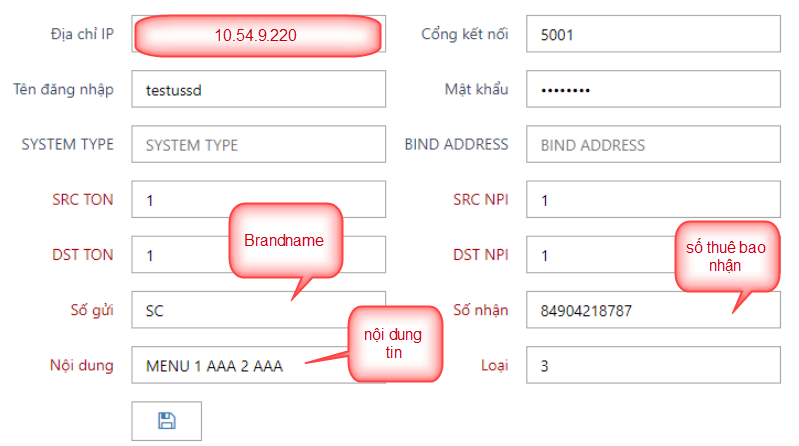 Địa chỉ IP 10.54.9.220 Cổng kết nối 5001
Tên đăng nhập testussd Mật khẩu ••••••••
SYSTEM TYPE SYSTEM TYPE BIND ADDRESS BIND ADDRESS
SRC TON 1 SRC NPI 1
Brandname
số thuê bao
nhận
DST TON 1 DST NPI 1
Số gửi SC Số nhận 84904218787
nội dung
tin
Nội dung MENU 1 AAA 2 AAA Loại 3